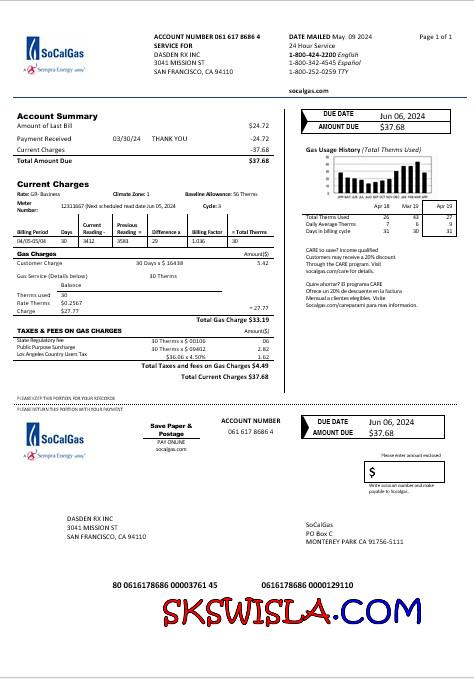 SoCalGas
A Sempra Energy utility®
ACCOUNT NUMBER 061 617 8686 4
SERVICE FOR
DASDEN RX INC
3041 MISSION ST
SAN FRANCISCO, CA 94110
DATE MAILED May 09 2024
24 Hour Service
1-800-424-2200 English
1-800-342-4545 Español
1-800-252-0259 TTY
socalgas.com
Page 1 of 1
Account Summary
Amount of Last Bill $24.72
Payment Received 03/30/24 THANK YOU -24.72
Current Charges -37.68
Total Amount Due $37.68
DUE DATE Jun 06, 2024
AMOUNT DUE $37.68
Gas Usage History (Total Therms Used)
Apr 18 Mar 19 Apr 19
Total Therms Used 26 43 27
Daily Average Therms 7 6 9
Days in billing cycle 31 30 31
CARE to save? Income qualified
Customers may receive a 20% discount
Through the CARE program. Visit
socalgas.com/care for details.
Quire ahorrar? El programa CARE
Ofrece un 20% de descuento en la factura
Mensual a clientes elegibles. Visite
Socalgas.com/careparami para mas informacion.
Current Charges
Rate: GR- Business Climate Zone: 1 Baseline Allowance: 56 Therms
Meter Number: 12311667 (Next scheduled read date Jun 05, 2024 Cycle: 3
Billing Period Days Current Reading - Previous Reading = Difference x Billing Factor = Total Therms
04/05-05/04 30 3412 3583 29 1.036 30
Gas Charges Amount($)
Customer Charge 30 Days x $ 16438 5.42
Gas Service (Details below) 30 Therms
Balance
Therms used 30
Rate Therms $0.2567
Charge $27.77 = 27.77
Total Gas Charge $33.19
TAXES & FEES ON GAS CHARGES Amount($)
State Regulatory fee 30 Therms x $ 00106 06
Public Purpose Surcharge 30 Therms x $ 09402 2.82
Los Angeles Country Users Tax $36.06 x 4.50% 1.62
Total Taxes and fees on Gas Charges $4.49
Total Current Charges $37.68
PLEASE KEEP THIS PORTION FOR YOUR RECORDS
PLEASE RETURN THIS PORTION WITH YOUR PAYMENT
SoCalGas
A Sempra Energy utility®
Save Paper &
Postage
PAY ONLINE
socalgas.com
ACCOUNT NUMBER
061 617 8686 4
DUE DATE Jun 06, 2024
AMOUNT DUE $37.68
Please enter amount enclosed
$
Write account number and make
payable to Socalgas.
DASDEN RX INC
3041 MISSION ST
SAN FRANCISCO, CA 94110
SoCalGas
PO Box C
MONTEREY PARK CA 91756-5111
80 0616178686 00003761 45 0616178686 0000129110
SKSWISLA.COM